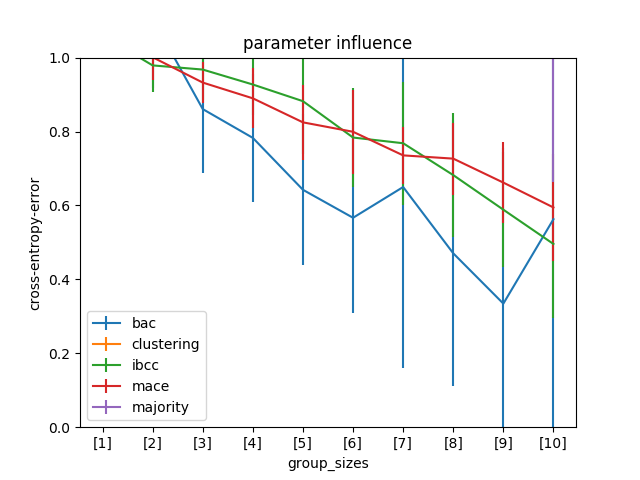 parameter influence
cross-entropy-error
1.0
0.8
0.6
0.4
0.2
0.0
bac
clustering
ibcc
mace
majority
[1] [2] [3] [4] [5] [6] [7] [8] [9] [10]
group_sizes